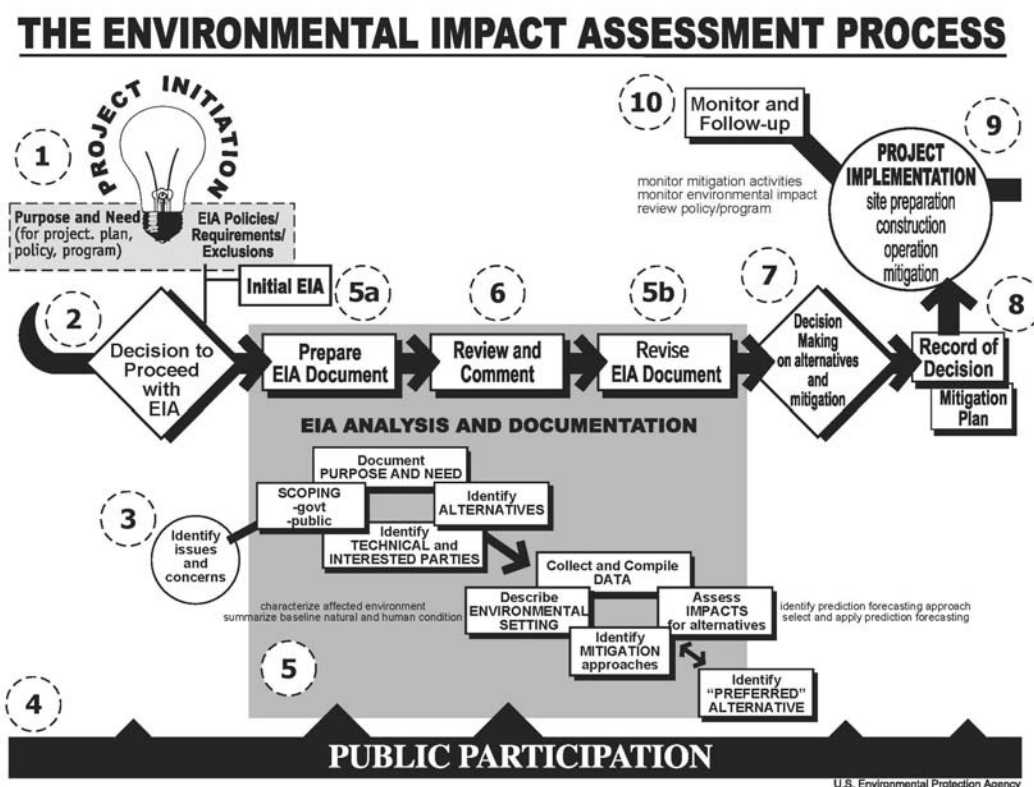 THE ENVIRONMENTAL IMPACT ASSESSMENT PROCESS
PROJECT INITIATION
1
Purpose and Need
(for project. plan,
policy, program)
EIA Policies/
Requirements/
Exclusions
Initial EIA
2
Decision to
Proceed
with
EIA
5a
Prepare
EIA Document
6
Review and
Comment
5b
Revise
EIA Document
7
Decision
Making
on alternatives
and
mitigation
8
Record of
Decision
Mitigation
Plan
9
PROJECT
IMPLEMENTATION
site preparation
construction
operation
mitigation
10
Monitor and
Follow-up
monitor mitigation activities
monitor environmental impact
review policy/program
EIA ANALYSIS AND DOCUMENTATION
3
Identify
issues
and
concerns
SCOPING
-govt
-public
Document
PURPOSE AND NEED
Identify
ALTERNATIVES
Identify
TECHNICAL and
INTERESTED PARTIES
Collect and Compile
DATA
Describe
ENVIRONMENTAL
SETTING
Assess
IMPACTS
for alternatives
Identify
MITIGATION
approaches
characterize affected environment
summarize baseline natural and human condition
identify prediction forecasting approach
select and apply prediction forecasting
Identify
“PREFERRED”
ALTERNATIVE
5
4
PUBLIC PARTICIPATION
U.S. Environmental Protection Agency